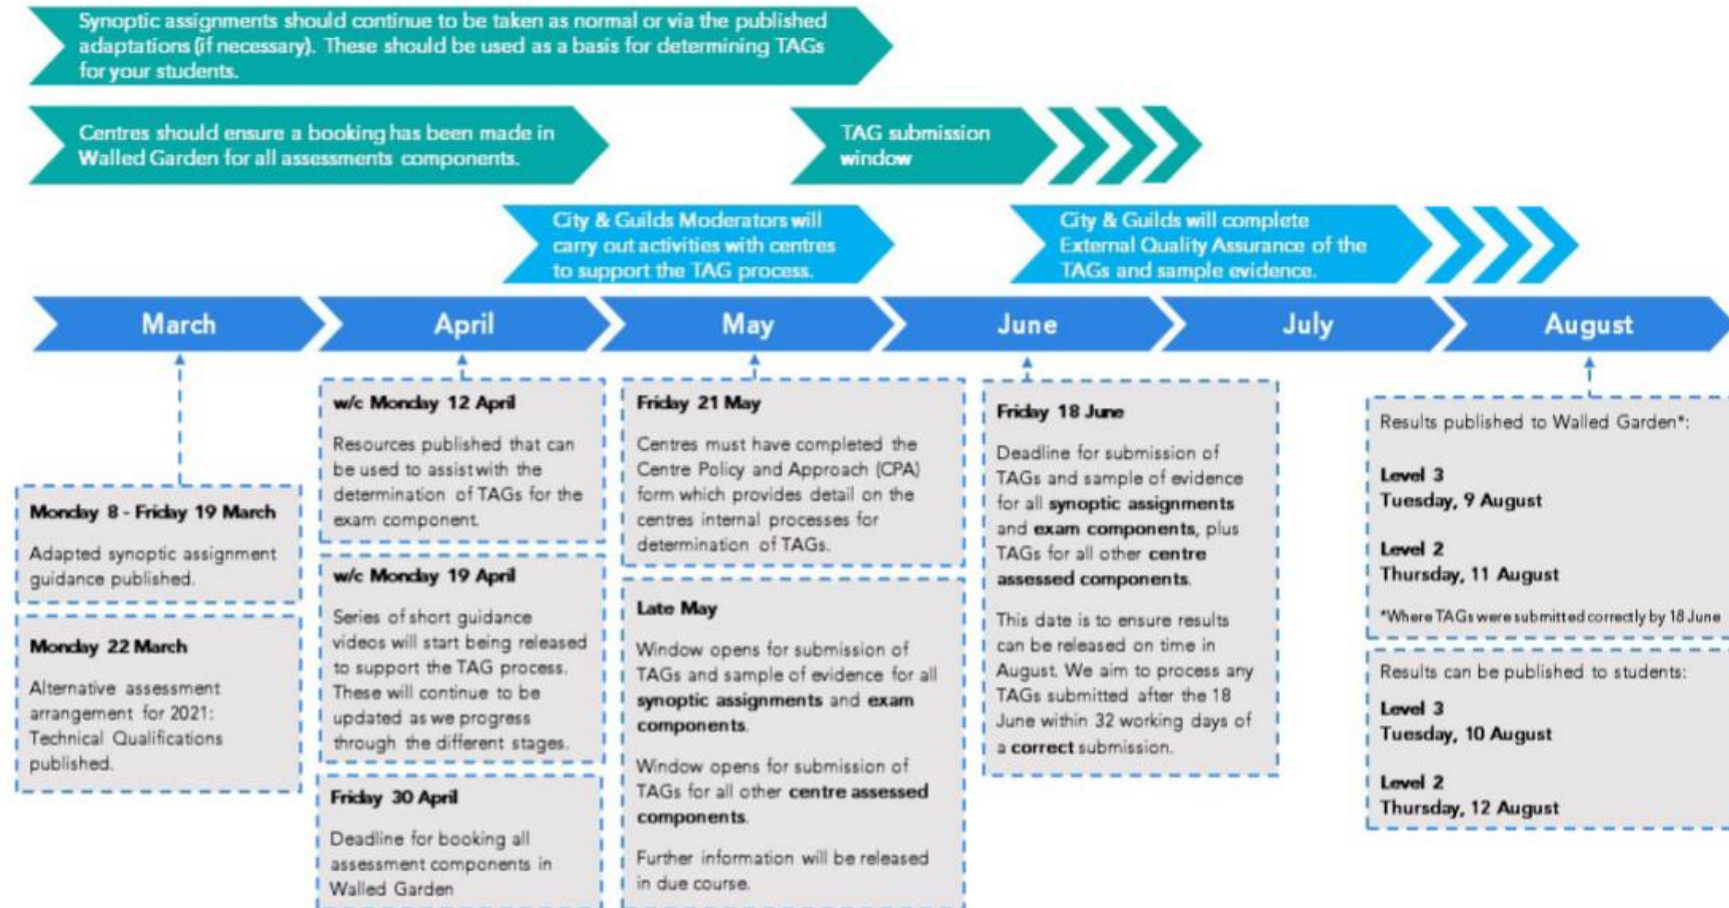 Synoptic assignments should continue to be taken as normal or via the published
adaptations (if necessary). These should be used as a basis for determining TAGs
for your students.
Centres should ensure a booking has been made in
Walled Garden for all assessments components.
TAG submission
window
City & Guilds Moderators will
carry out activities with centres
to support the TAG process.
City & Guilds will complete
External Quality Assurance of the
TAGs and sample evidence.
March
April
May
June
July
August
Monday 8 - Friday 19 March
Adapted synoptic assignment
guidance published.
Monday 22 March
Alternative assessment
arrangement for 2021:
Technical Qualifications
published.
w/c Monday 12 April
Resources published that can
be used to assist with the
determination of TAGs for the
exam component.
w/c Monday 19 April
Series of short guidance
videos will start being released
to support the TAG process.
These will continue to be
updated as we progress
through the different stages.
Friday 30 April
Deadline for booking all
assessment components in
Walled Garden
Friday 21 May
Centres must have completed the
Centre Policy and Approach (CPA)
form which provides detail on the
centres internal processes for
determination of TAGs.
Late May
Window opens for submission of
TAGs and sample of evidence for all
synoptic assignments and exam
components.
Window opens for submission of
TAGs for all other centre assessed
components.
Further information will be released
in due course.
Friday 18 June
Deadline for submission of
TAGs and sample of evidence
for all synoptic assignments
and exam components, plus
TAGs for all other centre
assessed components.
This date is to ensure results
can be released on time in
August. We aim to process any
TAGs submitted after the 18
June within 32 working days of
a correct submission.
Results published to Walled Garden*:
Level 3
Tuesday, 9 August
Level 2
Thursday, 11 August
*Where TAGs were submitted correctly by 18 June
Results can be published to students:
Level 3
Tuesday, 10 August
Level 2
Thursday, 12 August